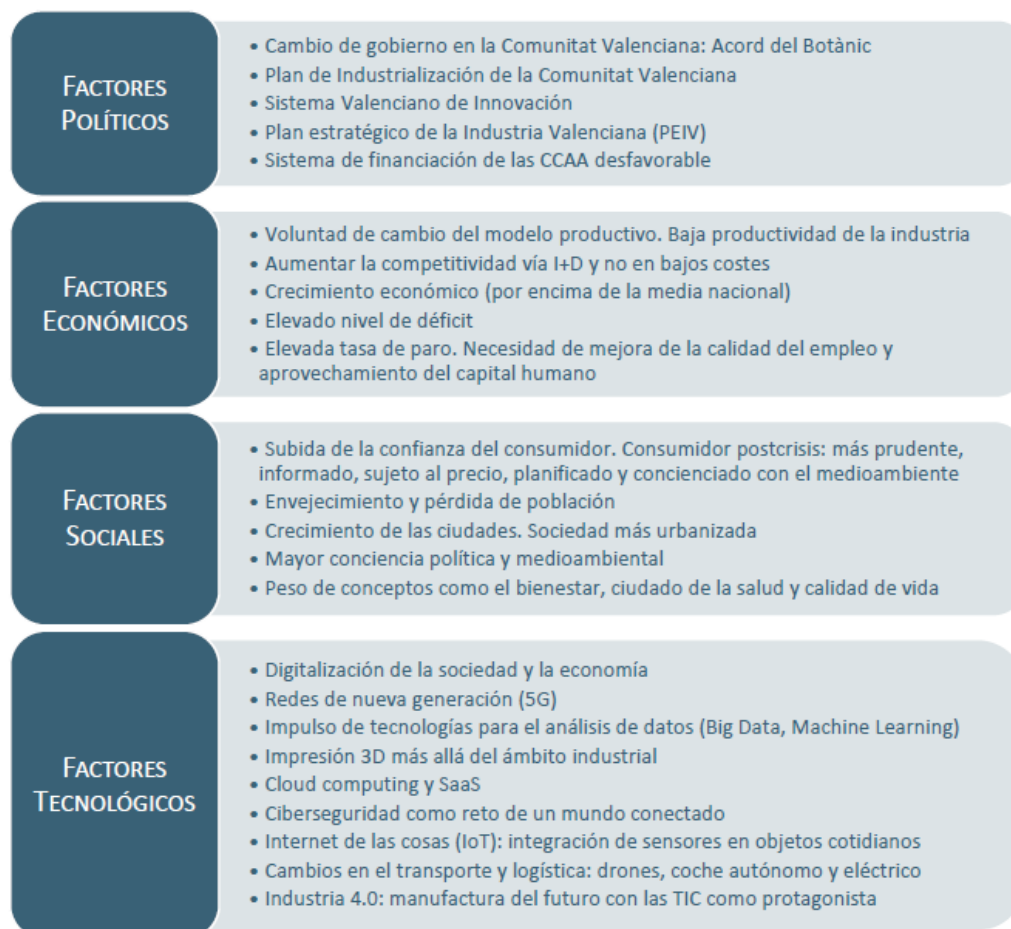 FACTORES
POLÍTICOS
• Cambio de gobierno en la Comunitat Valenciana: Acord del Botànic
• Plan de Industrialización de la Comunitat Valenciana
• Sistema Valenciano de Innovación
• Plan estratégico de la Industria Valenciana (PEIV)
• Sistema de financiación de las CCAA desfavorable
FACTORES
ECONÓMICOS
• Voluntad de cambio del modelo productivo. Baja productividad de la industria
• Aumentar la competitividad vía I+D y no en bajos costes
• Crecimiento económico (por encima de la media nacional)
• Elevado nivel de déficit
• Elevada tasa de paro. Necesidad de mejora de la calidad del empleo y
aprovechamiento del capital humano
FACTORES
SOCIALES
• Subida de la confianza del consumidor. Consumidor postcrisis: más prudente,
informado, sujeto al precio, planificado y concienciado con el medioambiente
• Envejecimiento y pérdida de población
• Crecimiento de las ciudades. Sociedad más urbanizada
• Mayor conciencia política y medioambiental
• Peso de conceptos como el bienestar, ciudado de la salud y calidad de vida
FACTORES
TECNOLÓGICOS
• Digitalización de la sociedad y la economía
• Redes de nueva generación (5G)
• Impulso de tecnologías para el análisis de datos (Big Data, Machine Learning)
• Impresión 3D más allá del ámbito industrial
• Cloud computing y SaaS
• Ciberseguridad como reto de un mundo conectado
• Internet de las cosas (IoT): integración de sensores en objetos cotidianos
• Cambios en el transporte y logística: drones, coche autónomo y eléctrico
• Industria 4.0: manufactura del futuro con las TIC como protagonista